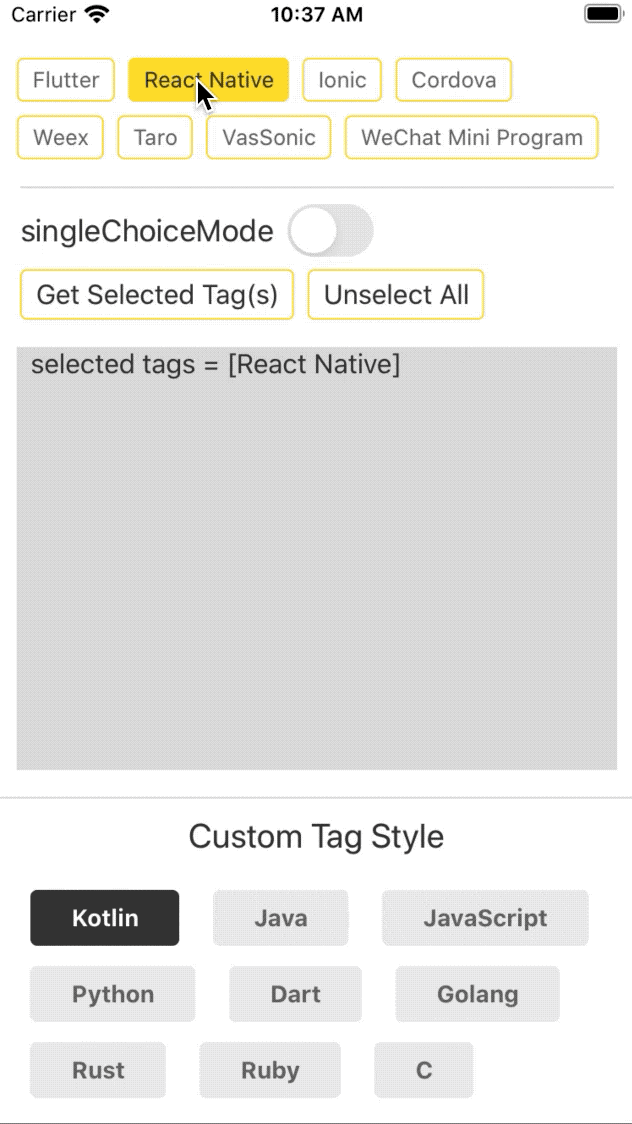 Carrier 10:37 AM
Flutter React Native Ionic Cordova
Weex Taro VasSonic WeChat Mini Program
singleChoiceMode
Get Selected Tag(s) Unselect All
selected tags = [React Native]
Custom Tag Style
Kotlin Java JavaScript
Python Dart Golang
Rust Ruby C